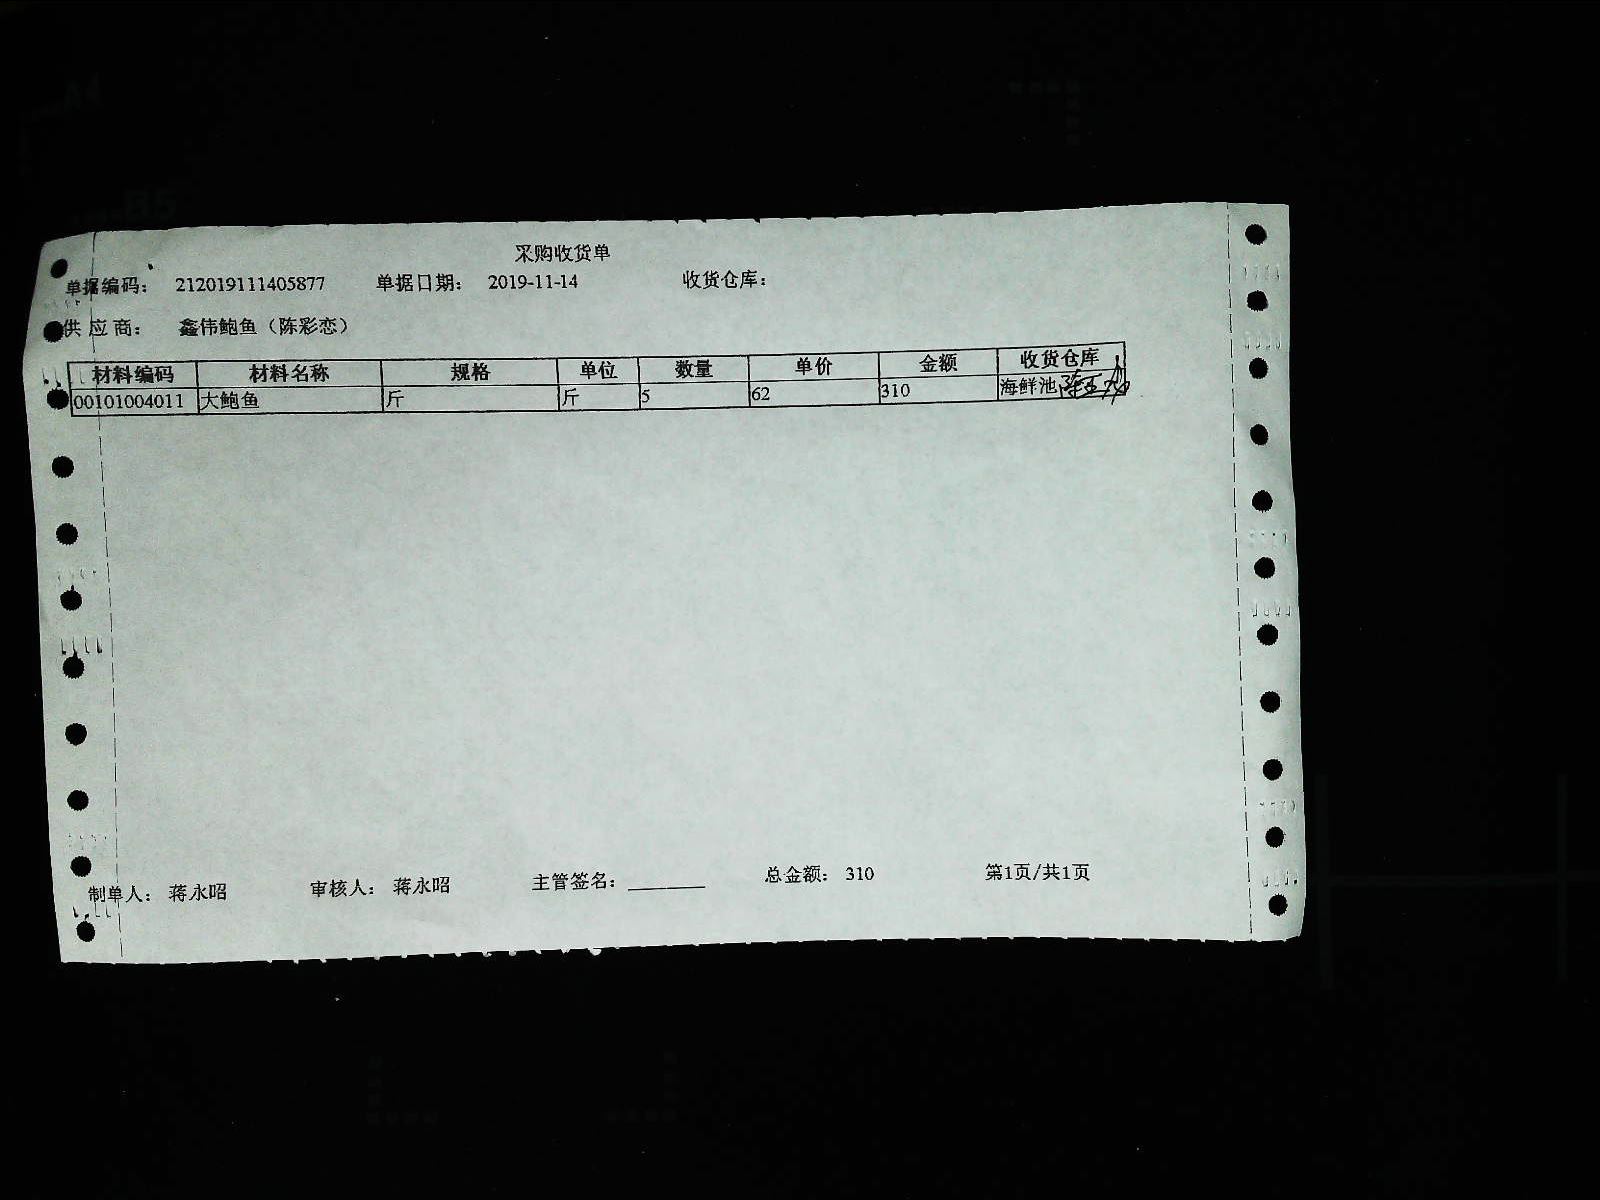 采购收货单
单据编码： 212019111405877 单据日期： 2019-11-14 收货仓库：
供应商： 鑫伟鲍鱼（陈彩恋）
材料编码 材料名称 规格 单位 数量 单价 金额 收货仓库
00101004011 大鲍鱼 斤 斤 5 62 310 海鲜池
制单人： 蒋永昭 审核人： 蒋永昭 主管签名： 总金额： 310 第1页/共1页